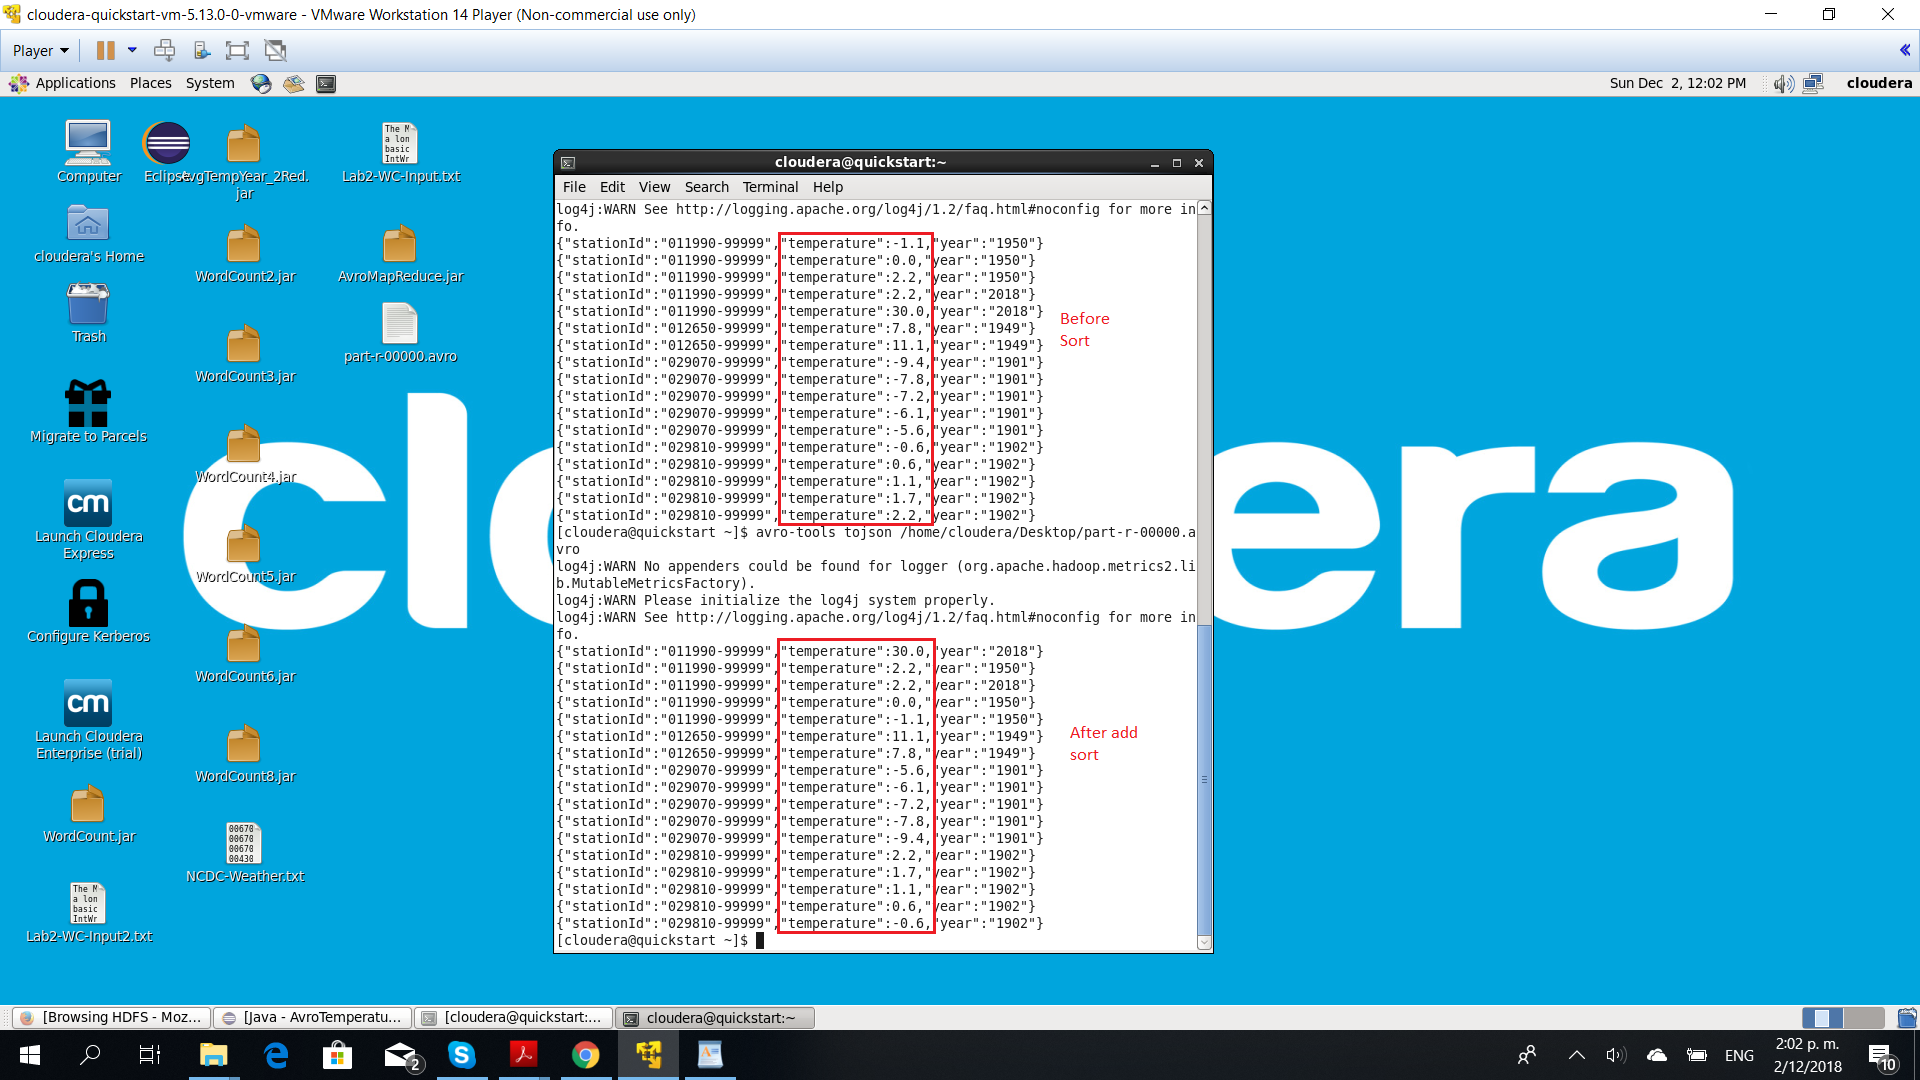 cloudera-quickstart-vm-5.13.0-0-vmware - VMware Workstation 14 Player (Non-commercial use only)
Player
Applications Places System
Sun Dec 2, 12:02 PM
cloudera
Computer
Eclipse
AvgTempYear_2Red.
jar
Lab2-WC-Input.txt
The M
a lon
basic
IntWr
cloudera's Home
WordCount2.jar
AvroMapReduce.jar
Trash
WordCount3.jar
part-r-00000.avro
Migrate to Parcels
WordCount4.jar
cm
Launch Cloudera
Express
WordCount5.jar
Configure Kerberos
WordCount6.jar
cm
Launch Cloudera
Enterprise (trial)
WordCount8.jar
WordCount.jar
00670
00670
00670
00430
NCDC-Weather.txt
The M
a lon
basic
IntWr
Lab2-WC-Input2.txt
cloudera
cloudera@quickstart:~
File Edit View Search Terminal Help
log4j:WARN See http://logging.apache.org/log4j/1.2/faq.html#noconfig for more in
fo.
{"stationId":"011990-99999","temperature":-1.1,"year":"1950"}
{"stationId":"011990-99999","temperature":0.0,"year":"1950"}
{"stationId":"011990-99999","temperature":2.2,"year":"1950"}
{"stationId":"011990-99999","temperature":2.2,"year":"2018"}
{"stationId":"011990-99999","temperature":30.0,"year":"2018"}
{"stationId":"012650-99999","temperature":7.8,"year":"1949"}
{"stationId":"012650-99999","temperature":11.1,"year":"1949"}
{"stationId":"029070-99999","temperature":-9.4,"year":"1901"}
{"stationId":"029070-99999","temperature":-7.8,"year":"1901"}
{"stationId":"029070-99999","temperature":-7.2,"year":"1901"}
{"stationId":"029070-99999","temperature":-6.1,"year":"1901"}
{"stationId":"029070-99999","temperature":-5.6,"year":"1901"}
{"stationId":"029810-99999","temperature":-0.6,"year":"1902"}
{"stationId":"029810-99999","temperature":0.6,"year":"1902"}
{"stationId":"029810-99999","temperature":1.1,"year":"1902"}
{"stationId":"029810-99999","temperature":1.7,"year":"1902"}
{"stationId":"029810-99999","temperature":2.2,"year":"1902"}
Before
Sort
[cloudera@quickstart ~]$ avro-tools tojson /home/cloudera/Desktop/part-r-00000.a
vro
log4j:WARN No appenders could be found for logger (org.apache.hadoop.metrics2.li
b.MutableMetricsFactory).
log4j:WARN Please initialize the log4j system properly.
log4j:WARN See http://logging.apache.org/log4j/1.2/faq.html#noconfig for more in
fo.
{"stationId":"011990-99999","temperature":30.0,"year":"2018"}
{"stationId":"011990-99999","temperature":2.2,"year":"1950"}
{"stationId":"011990-99999","temperature":2.2,"year":"2018"}
{"stationId":"011990-99999","temperature":0.0,"year":"1950"}
{"stationId":"011990-99999","temperature":-1.1,"year":"1950"}
{"stationId":"012650-99999","temperature":11.1,"year":"1949"}
{"stationId":"012650-99999","temperature":7.8,"year":"1949"}
{"stationId":"029070-99999","temperature":-5.6,"year":"1901"}
{"stationId":"029070-99999","temperature":-6.1,"year":"1901"}
{"stationId":"029070-99999","temperature":-7.2,"year":"1901"}
{"stationId":"029070-99999","temperature":-7.8,"year":"1901"}
{"stationId":"029070-99999","temperature":-9.4,"year":"1901"}
{"stationId":"029810-99999","temperature":2.2,"year":"1902"}
{"stationId":"029810-99999","temperature":1.7,"year":"1902"}
{"stationId":"029810-99999","temperature":1.1,"year":"1902"}
{"stationId":"029810-99999","temperature":0.6,"year":"1902"}
{"stationId":"029810-99999","temperature":-0.6,"year":"1902"}
After add
sort
[cloudera@quickstart ~]$
[Browsing HDFS - Moz...
[Java - AvroTemperatu...
[cloudera@quickstart:...
cloudera@quickstart:~
2
ENG
2:02 p. m.
2/12/2018
10